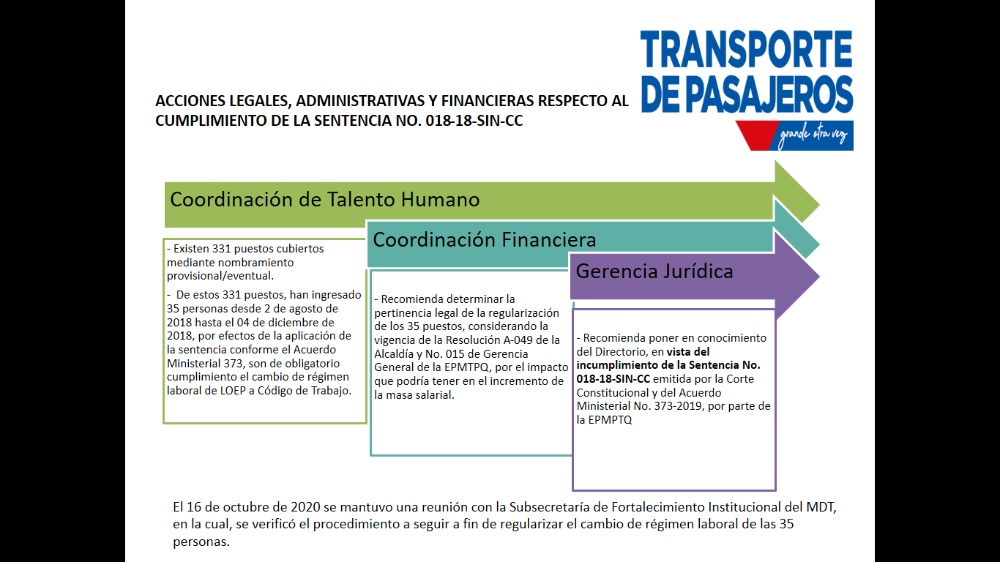 TRANSPORTE
DE PASAJEROS
grande otra vez
ACCIONES LEGALES, ADMINISTRATIVAS Y FINANCIERAS RESPECTO AL
CUMPLIMIENTO DE LA SENTENCIA NO. 018-18-SIN-CC
Coordinación de Talento Humano
- Existen 331 puestos cubiertos
mediante nombramiento
provisional/eventual.
- De estos 331 puestos, han ingresado
35 personas desde 2 de agosto de
2018 hasta el 04 de diciembre de
2018, por efectos de la aplicación de
la sentencia conforme el Acuerdo
Ministerial 373, son de obligatorio
cumplimiento el cambio de régimen
laboral de LOEP a Código de Trabajo.
Coordinación Financiera
- Recomienda determinar la
pertinencia legal de la regularización
de los 35 puestos, considerando la
vigencia de la Resolución A-049 de la
Alcaldía y No. 015 de Gerencia
General de la EPMTPQ, por el impacto
que podría tener en el incremento de
la masa salarial.
Gerencia Jurídica
- Recomienda poner en conocimiento
del Directorio, en vista del
incumplimiento de la Sentencia No.
018-18-SIN-CC emitida por la Corte
Constitucional y del Acuerdo
Ministerial No. 373-2019, por parte de
la EPMPTQ
El 16 de octubre de 2020 se mantuvo una reunión con la Subsecretaría de Fortalecimiento Institucional del MDT,
en la cual, se verificó el procedimiento a seguir a fin de regularizar el cambio de régimen laboral de las 35
personas.